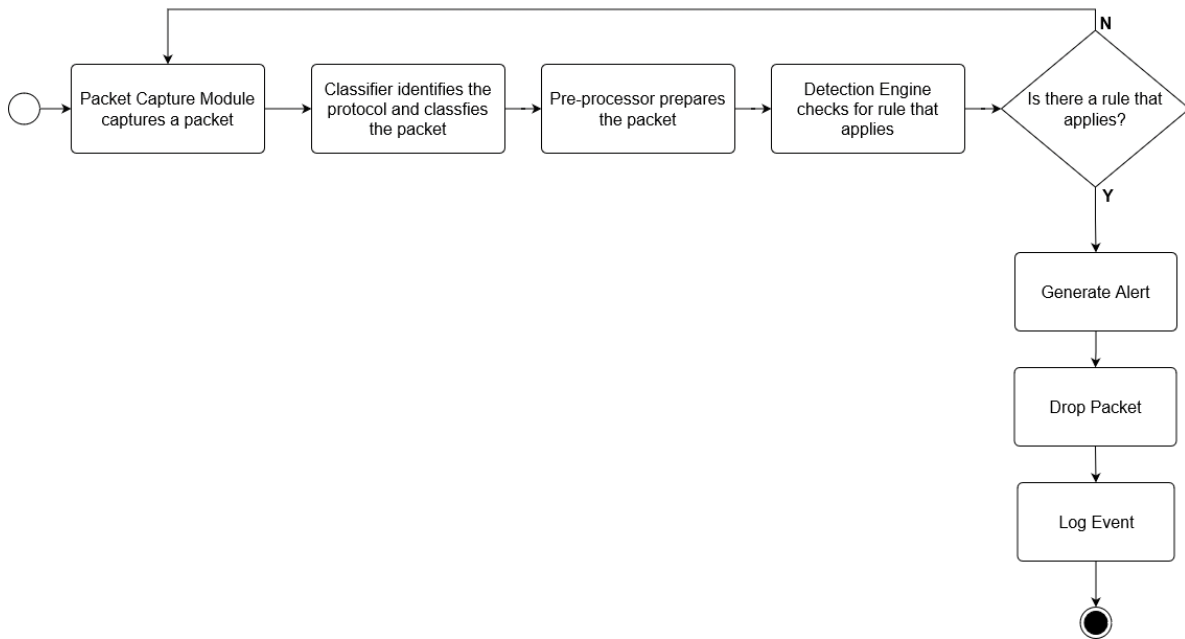 N
Packet Capture Module
captures a packet
Classifier identifies the
protocol and classfies
the packet
Pre-processor prepares
the packet
Detection Engine
checks for rule that
applies
Is there a rule that
applies?
Y
Generate Alert
Drop Packet
Log Event